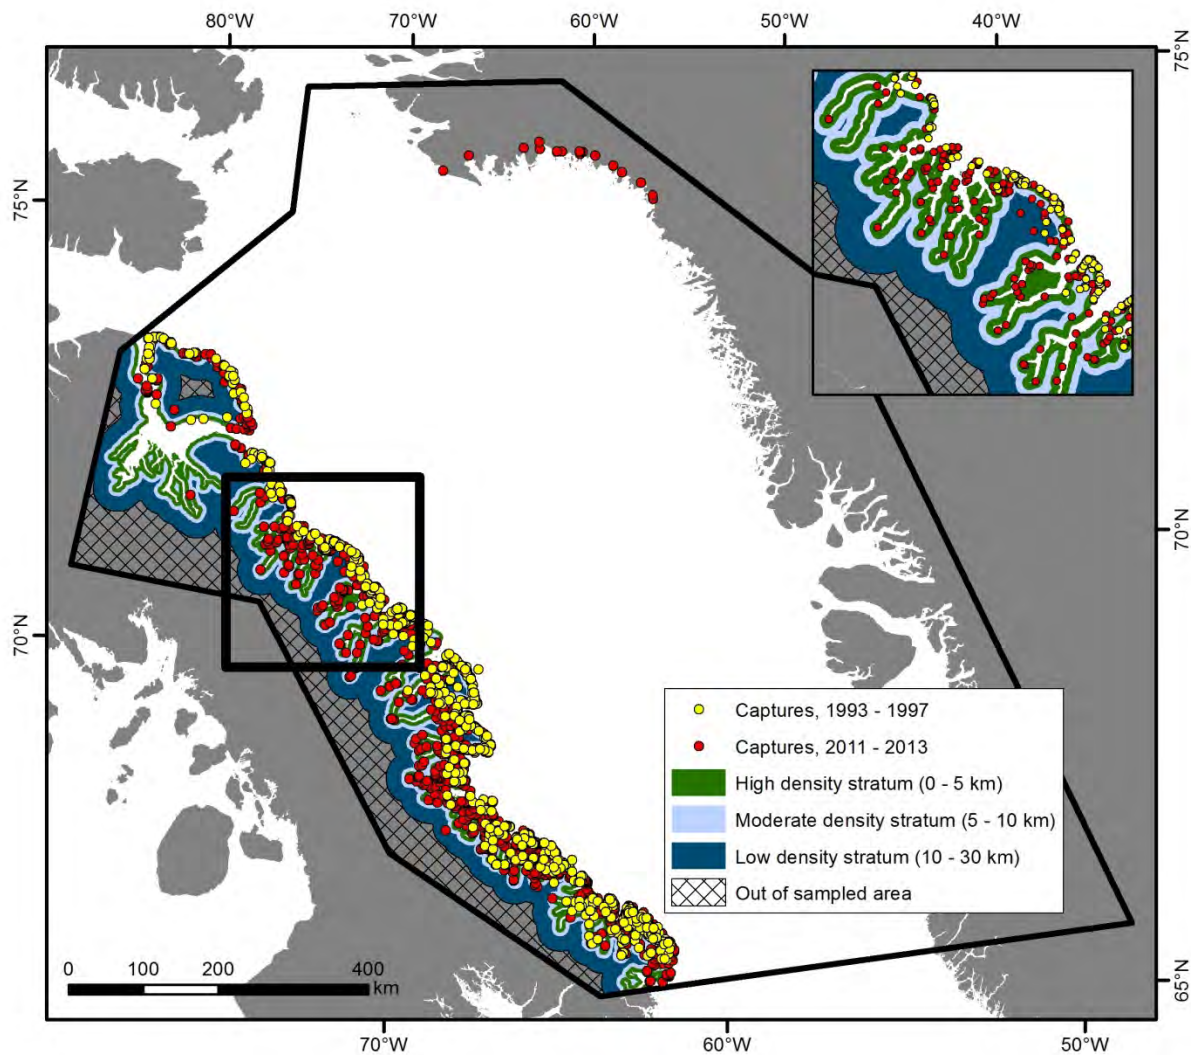 80°W 70°W 60°W 50°W 40°W
75°N
75°N
70°N
70°N
65°N
Captures, 1993 - 1997
Captures, 2011 - 2013
High density stratum (0 - 5 km)
Moderate density stratum (5 - 10 km)
Low density stratum (10 - 30 km)
Out of sampled area
0 100 200 400
km
70°W 60°W 50°W